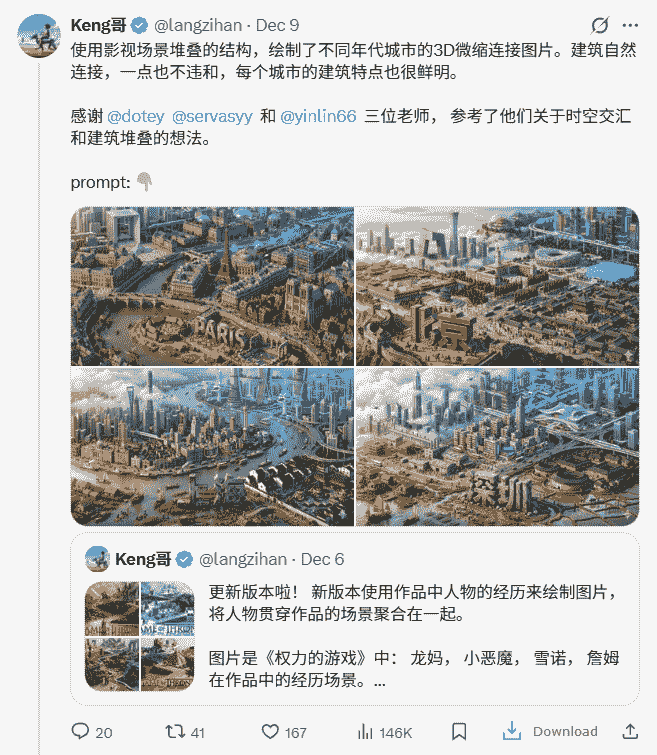 Keng哥 @langzihan · Dec 9
使用影视场景堆叠的结构，绘制了不同年代城市的3D微缩连接图片。建筑自然
连接，一点也不违和，每个城市的建筑特点也很鲜明。
感谢 @dotey @servasyy 和 @yinlin66 三位老师， 参考了他们关于时空交汇
和建筑堆叠的想法。
prompt: 👇
PARIS
北京
深圳
Keng哥 @langzihan · Dec 6
更新版本啦！ 新版本使用作品中人物的经历来绘制图片，
将人物贯穿作品的场景聚合在一起。
图片是《权力的游戏》中： 龙妈， 小恶魔， 雪诺， 詹姆
在作品中的经历场景。...
20 41 167 146K Download